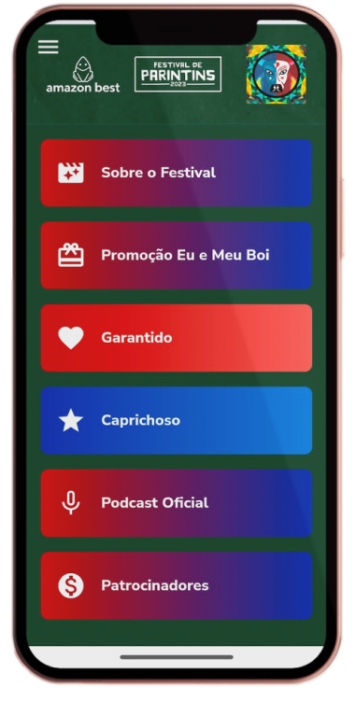 amazon best
FESTIVAL DE
PARINTINS
2023
Sobre o Festival
Promoção Eu e Meu Boi
Garantido
Caprichoso
Podcast Oficial
Patrocinadores